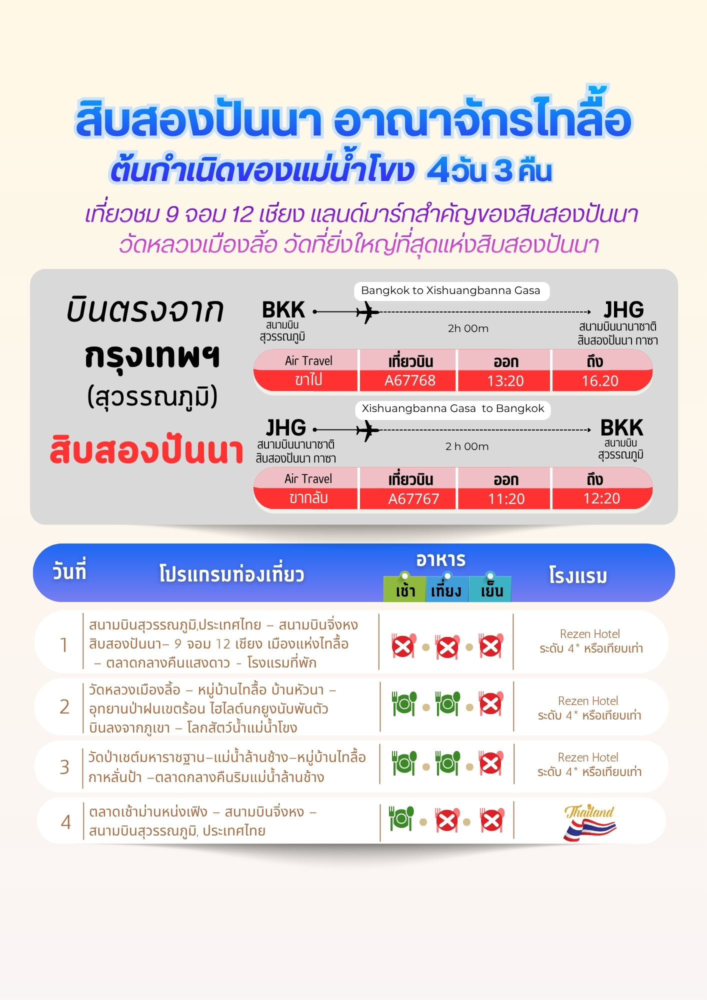 สิบสองปันนา อาณาจักรไทลื้อ
ต้นกำเนิดของแม่น้ำโขง 4วัน 3 คืน
เที่ยวชม 9 จอม 12 เชียง แลนด์มาร์กสำคัญของสิบสองปันนา
วัดหลวงเมืองลื้อ วัดที่ยิ่งใหญ่ที่สุดแห่งสิบสองปันนา
บินตรงจาก
กรุงเทพฯ
(สุวรรณภูมิ)
สิบสองปันนา
Bangkok to Xishuangbanna Gasa
BKK
JHG
สนามบิน
สุวรรณภูมิ
2h 00m
สนามบินนานาชาติ
สิบสองปันนา กาซา
Air Travel เที่ยวบิน ออก ถึง
ขาไป A67768 13:20 16.20
Xishuangbanna Gasa to Bangkok
JHG
BKK
สนามบินนานาชาติ
สิบสองปันนา กาซา
2 h 00m
สนามบิน
สุวรรณภูมิ
Air Travel เที่ยวบิน ออก ถึง
ขากลับ A67767 11:20 12:20
วันที่ โปรแกรมท่องเที่ยว อาหาร โรงแรม
เช้า เที่ยง เย็น
1
สนามบินสุวรรณภูมิ,ประเทศไทย – สนามบินจิ่งหง
สิบสองปันนา– 9 จอม 12 เชียง เมืองแห่งไทลื้อ
– ตลาดกลางคืนแสงดาว - โรงแรมที่พัก
Rezen Hotel
ระดับ 4* หรือเทียบเท่า
2
วัดหลวงเมืองลื้อ – หมู่บ้านไทลื้อ บ้านหัวนา –
อุทยานป่าฝนเขตร้อน ไฮไลต์นกยูงนับพันตัว
บินลงจากภูเขา – โลกสัตว์น้ำแม่น้ำโขง
Rezen Hotel
ระดับ 4* หรือเทียบเท่า
3
วัดป่าเชต์มหาราชฐาน–แม่น้ำล้านช้าง–หมู่บ้านไทลื้อ
กาหลั่นป้า –ตลาดกลางคืนริมแม่น้ำล้านช้าง
Rezen Hotel
ระดับ 4* หรือเทียบเท่า
4
ตลาดเช้าม่านหน่งเฟิง – สนามบินจิ่งหง –
สนามบินสุวรรณภูมิ, ประเทศไทย
Thailand